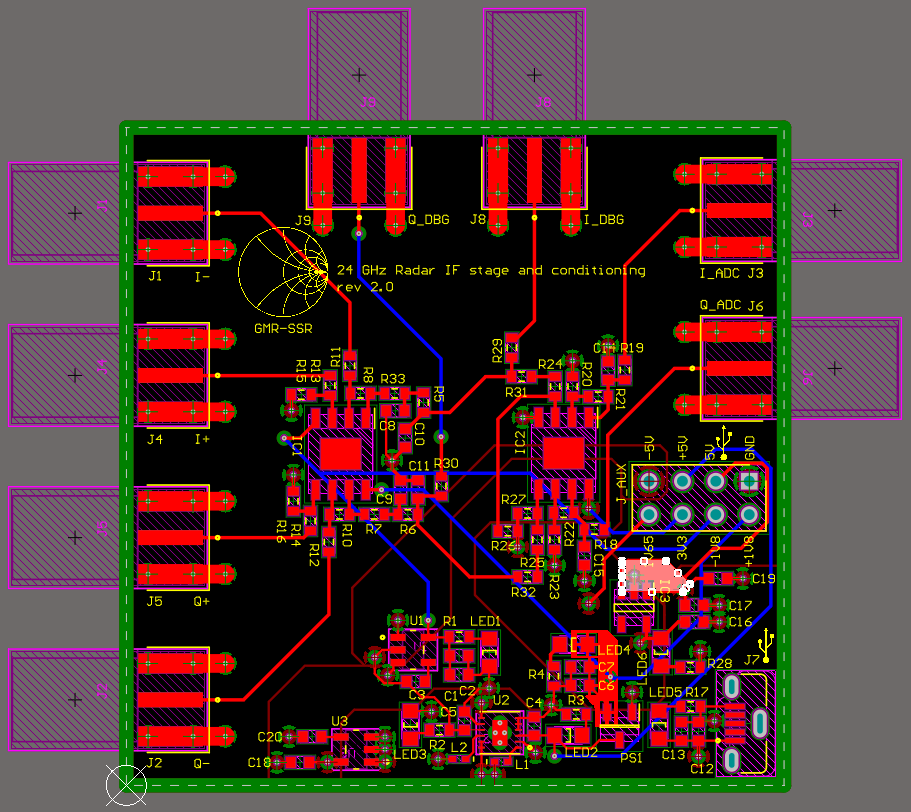 J9
Q_DBG
J8
I_DBG
J1
I-
I_ADC
J3
24 GHz Radar IF stage and conditioning
rev 2.0
GMR-SSR
Q_ADC
J6
J4
I+
R15
R13
R11
R8
R33
R5
C8
C10
IC1
C11
R30
C9
R16
R14
R12
R10
R7
R6
R29
R31
R24
R20
C14
R19
R21
IC2
R27
R26
R25
R23
R22
R18
C15
R32
J_AUX
-5V
+5V
5V
GND
1V65
3V3
-1V8
+1V8
IC3
C19
C17
C16
J5
Q+
J2
Q-
U1
R1
LED1
C3
C1
C2
U3
C20
C18
LED3
C5
R2
L2
U2
C4
L1
R4
LED4
C7
C6
R3
LED2
LED6
R28
J7
LED5
R17
PS1
C13
C12